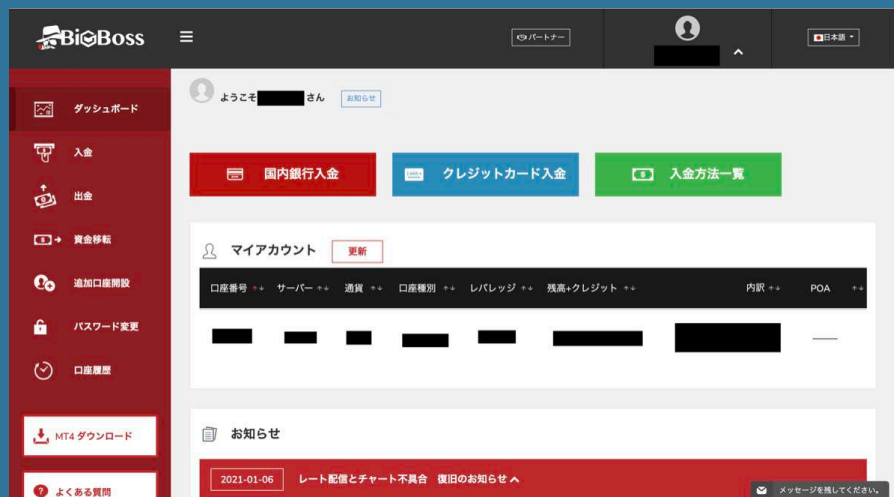 BigBoss
パートナー
日本語
ダッシュボード
入金
出金
資金移転
追加口座開設
パスワード変更
口座履歴
MT4 ダウンロード
よくある質問
ようこそ さん お知らせ
国内銀行入金 クレジットカード入金 入金方法一覧
マイアカウント 更新
口座番号 サーバー 通貨 口座種別 レバレッジ 残高+クレジット 内訳 POA
お知らせ
2021-01-06 レート配信とチャート不具合 復旧のお知らせ
メッセージを残してください。